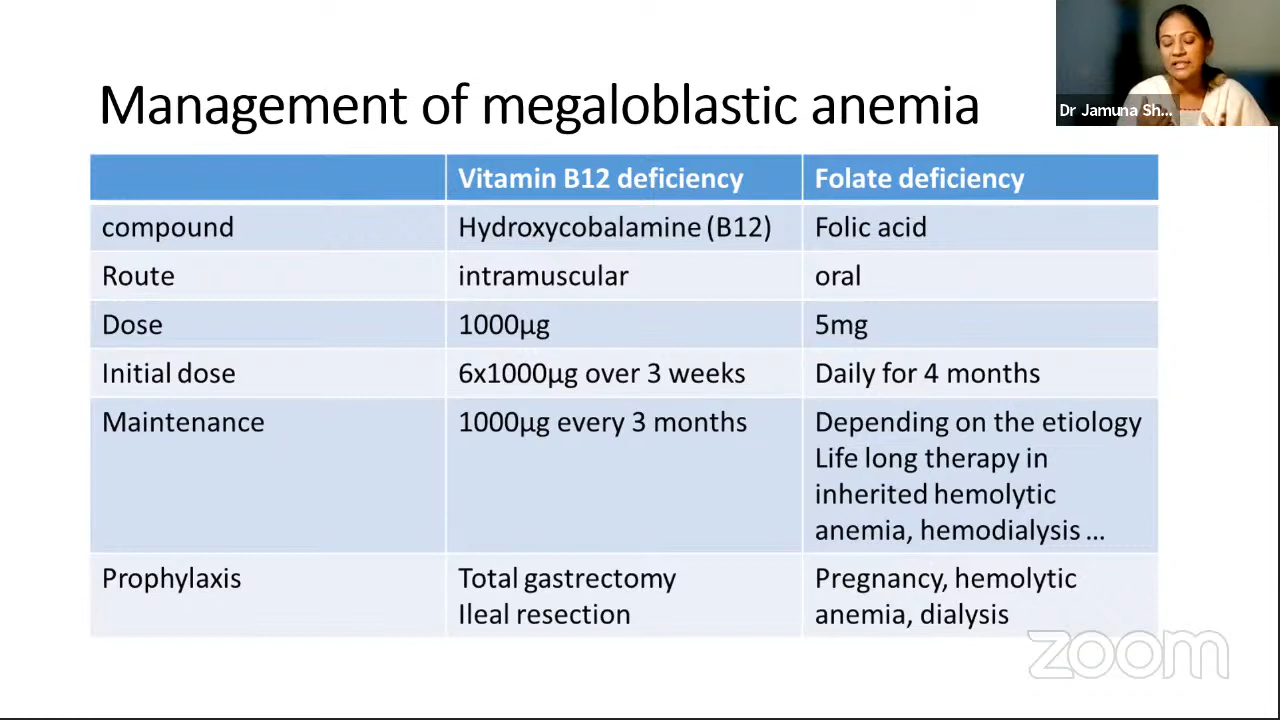 Management of megaloblastic anemia
Dr Jamuna Sh...
Vitamin B12 deficiency
Folate deficiency
compound
Hydroxycobalamine (B12)
Folic acid
Route
intramuscular
oral
Dose
1000µg
5mg
Initial dose
6x1000µg over 3 weeks
Daily for 4 months
Maintenance
1000µg every 3 months
Depending on the etiology
Life long therapy in
inherited hemolytic
anemia, hemodialysis ...
Prophylaxis
Total gastrectomy
Ileal resection
Pregnancy, hemolytic
anemia, dialysis
zoom